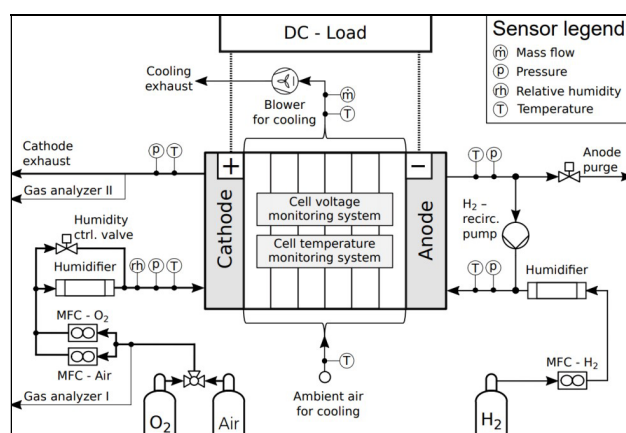 DC - Load
Sensor legend
ṁ Mass flow
p Pressure
rh Relative humidity
T Temperature
Cooling
exhaust
Blower
for cooling
ṁ
T
Cathode
exhaust
p T
Gas analyzer II
+
−
Cathode
Anode
Cell voltage
monitoring system
Cell temperature
monitoring system
T p
Anode
purge
H₂ –
recirc.
pump
Humidity
ctrl. valve
Humidifier
rh p T
T p
Humidifier
MFC - O₂
MFC - Air
MFC - H₂
T
Ambient air
for cooling
Gas analyzer I
O₂
Air
H₂